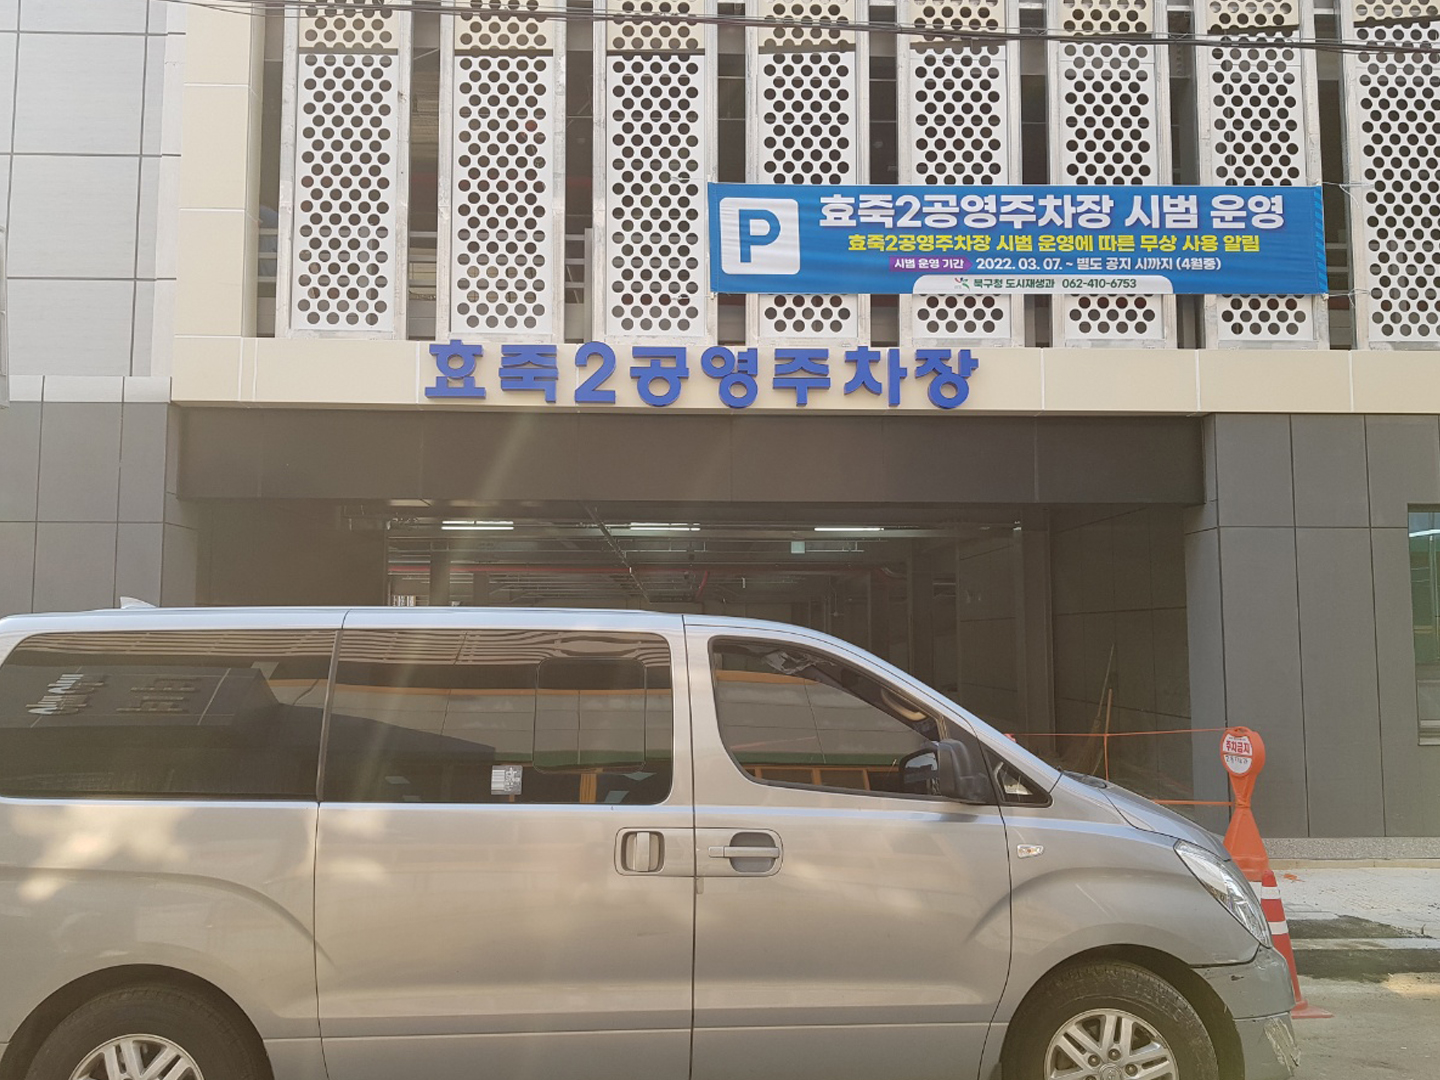 P
효죽2공영주차장 시범 운영
효죽2공영주차장 시범 운영에 따른 무상 사용 알림
시범 운영 기간 2022. 03. 07. ~ 별도 공지 시까지 (4월중)
북구청 도시재생과 062-410-6753
효죽2공영주차장
주차금지